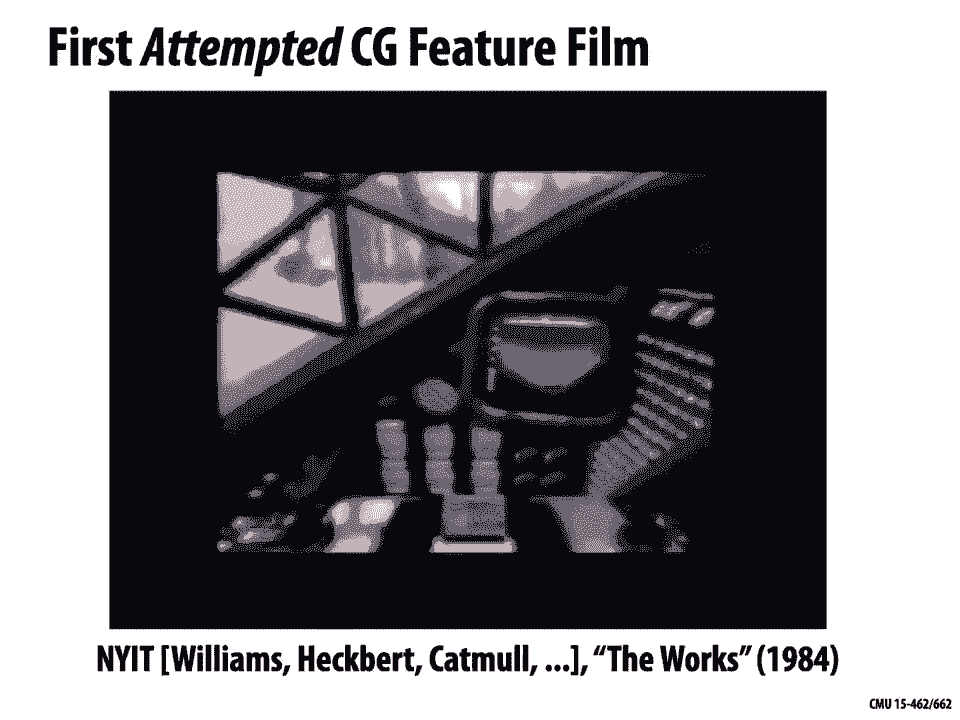 First Attempted CG Feature Film
NYIT [Williams, Heckbert, Catmull, ...], “The Works” (1984)
CMU 15-462/662